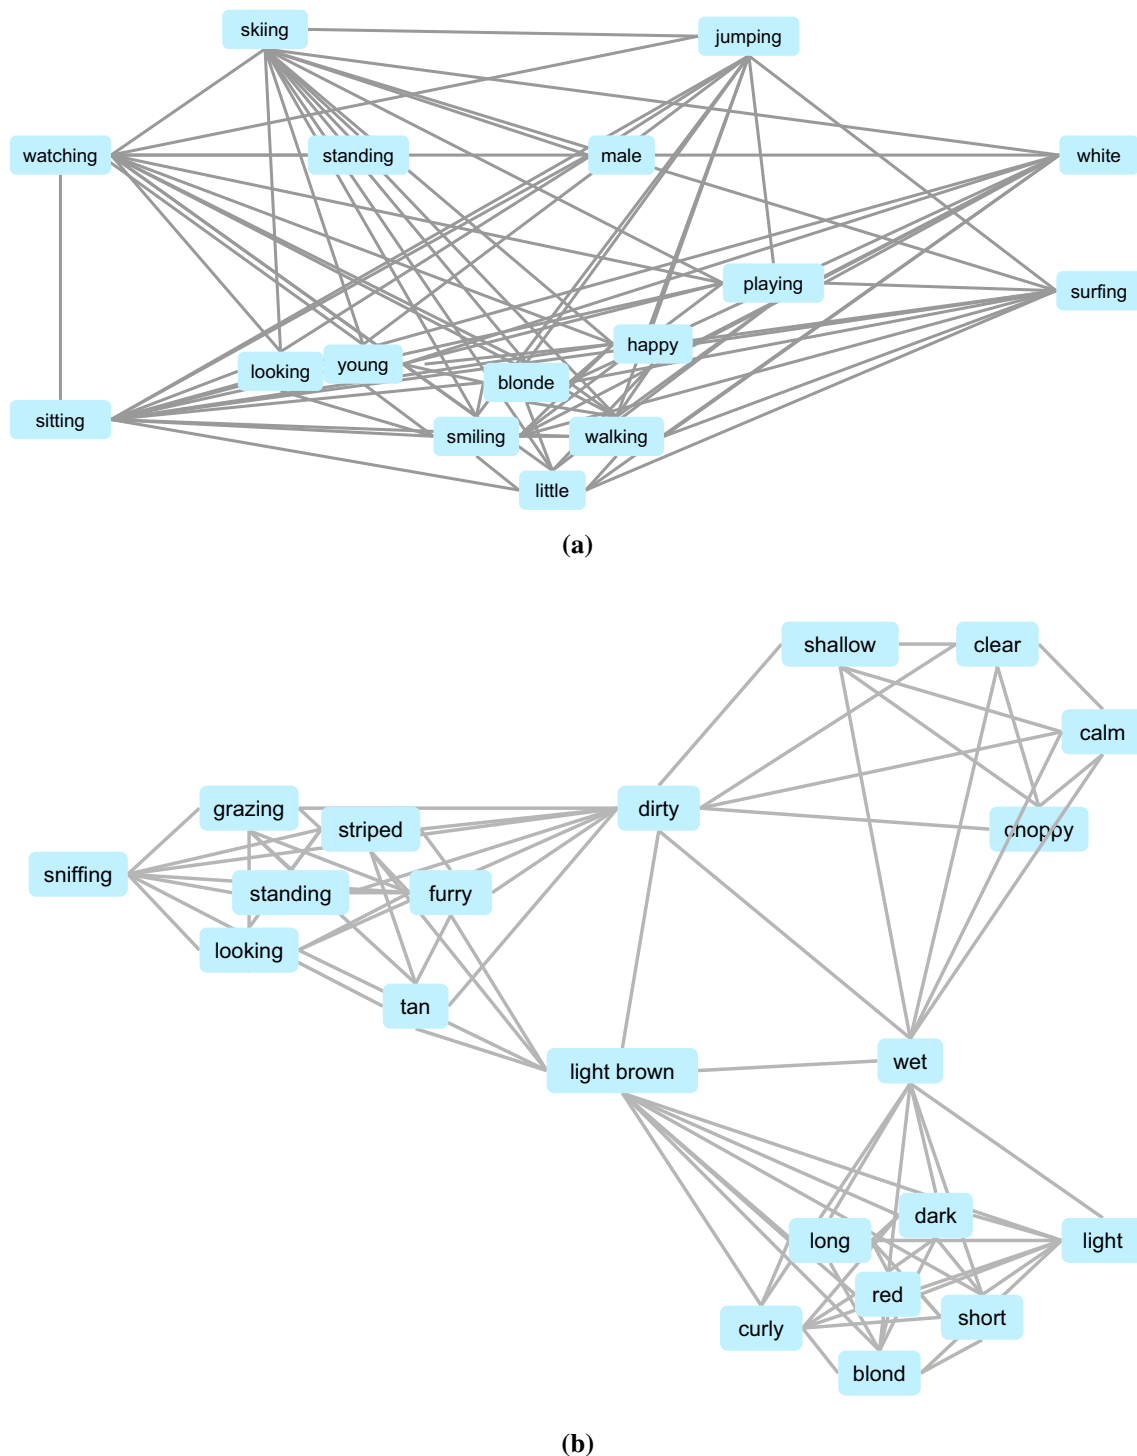 skiing
jumping
watching
standing
male
white
playing
surfing
happy
looking
young
blonde
sitting
smiling
walking
little
(a)
shallow
clear
calm
grazing
striped
dirty
choppy
sniffing
standing
furry
looking
tan
light brown
wet
dark
long
light
red
curly
short
blond
(b)